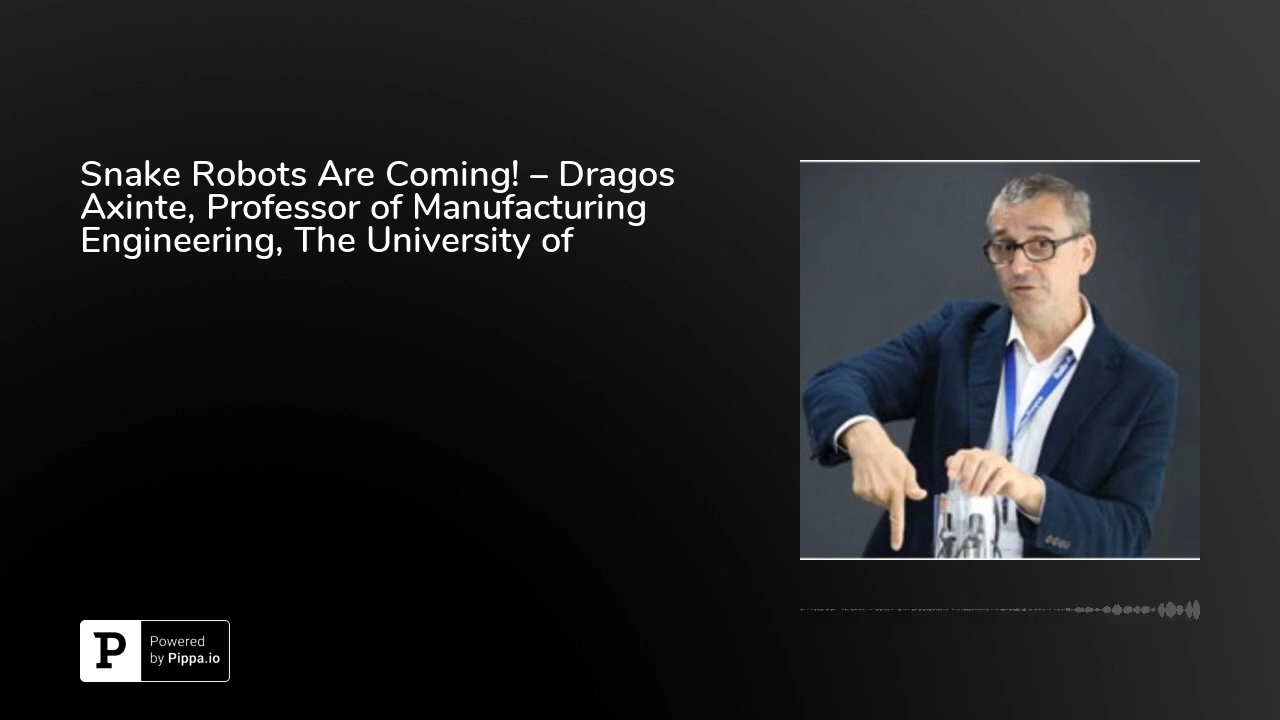 Snake Robots Are Coming! – Dragos
Axinte, Professor of Manufacturing
Engineering, The University of
P
Powered
by Pippa.io